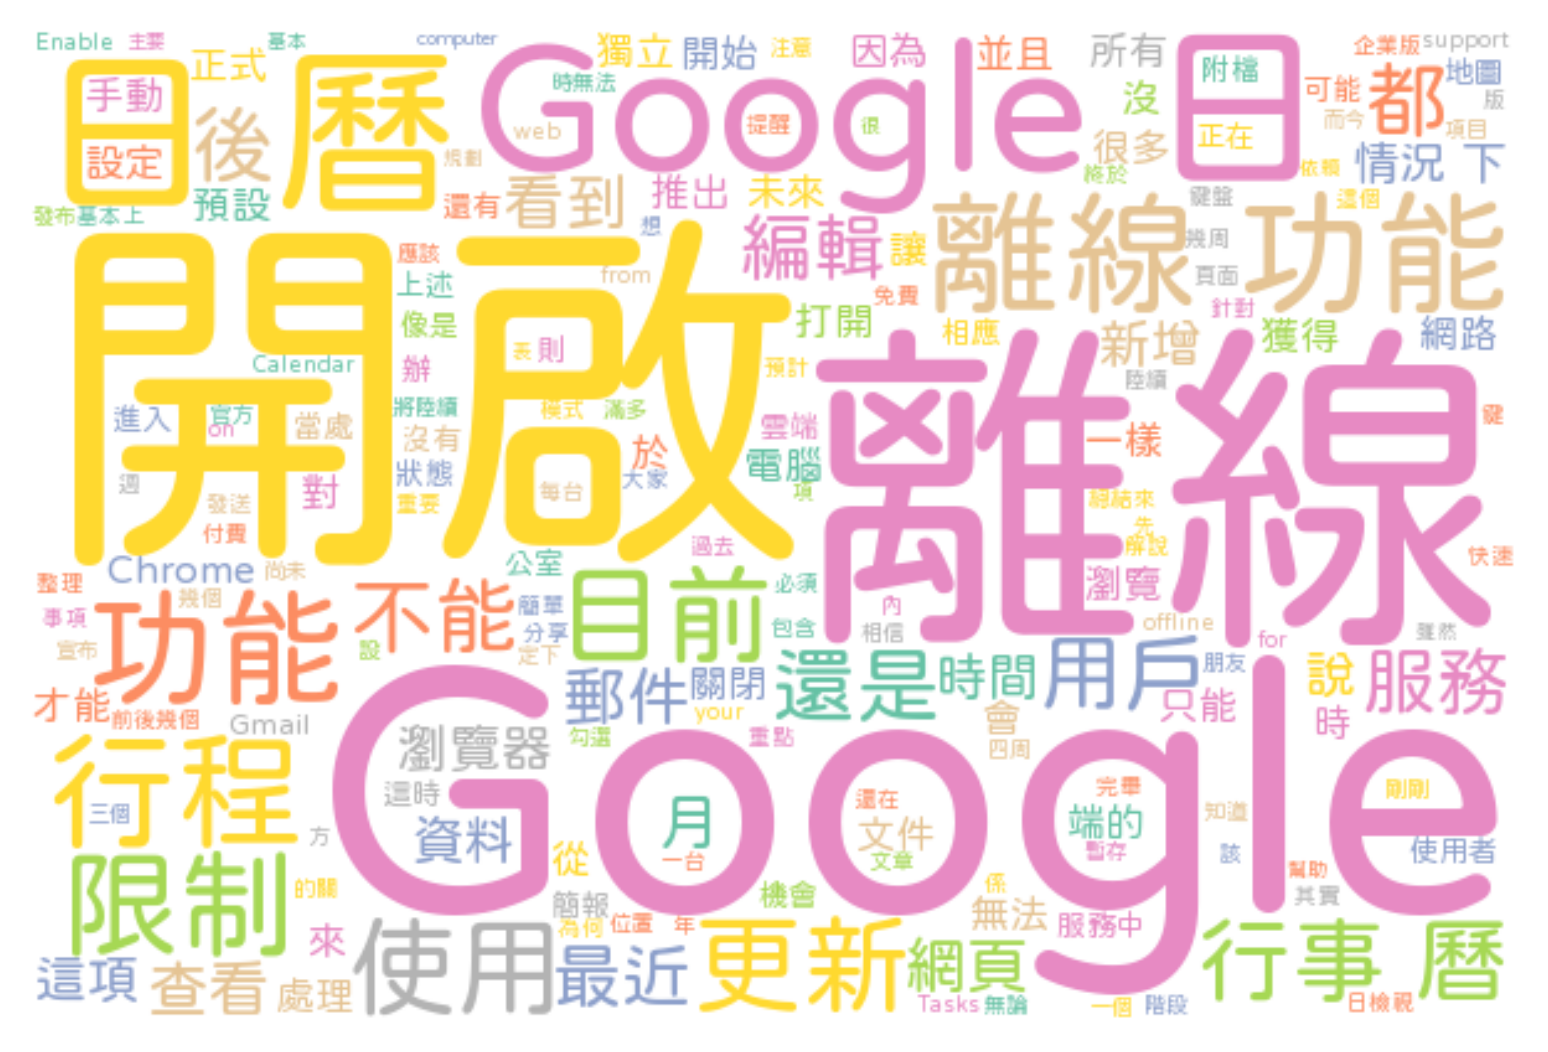 Enable 主要 基本 computer 獨立 開始 注意 因為 並且 所有 企業版 support
日曆 手動 設定 正式 後 Google 時無法 web 提醒 很 日 附檔 正在 沒 很多 可能 都 地圖 版 而今 項目
規劃 預設 還有 看到 推出 未來 終於 鍵盤 依賴 這個 情況 下
發布 基本上 想 編輯 讓 離線 功能 幾周 頁面
開啟 應該 上述 from 免費 針對
像是 打開 相應 新增 獲得 網路
Calendar 辦 表 則 預計 陸續
進入 官方 on 當處 將陸續 模式 滿多 雲端 離線 一樣 鍵
沒有 於 電腦
週 對 狀態 每台 大家 項 總結來
發送 重要 先
付費 過去 解說 快速
Chrome 尚未 公室 瀏覽
整理 幾個 功能 不能 簡單 目前 必須 內 offline
事項 分享 包含 相信 for 雖然
宣布 設 定下 還是 時間 用戶 朋友 說 服務
才能 前後幾個 Gmail 郵件 關閉 your 會 只能 時
行程 瀏覽器 勾選 重點 四周
三個 這時 Google 月 還在 完畢 剛剛
方 資料 文件 端的 知道
從 一台 文章 暫存 該 使用者
限制 的關 機會 係 幫助 其實
簡報 為何 位置 年 無法 服務中
來 使用 最近 更新 網頁 行事 曆
這項 查看 處理 Tasks 無論 一個 階段 日檢視